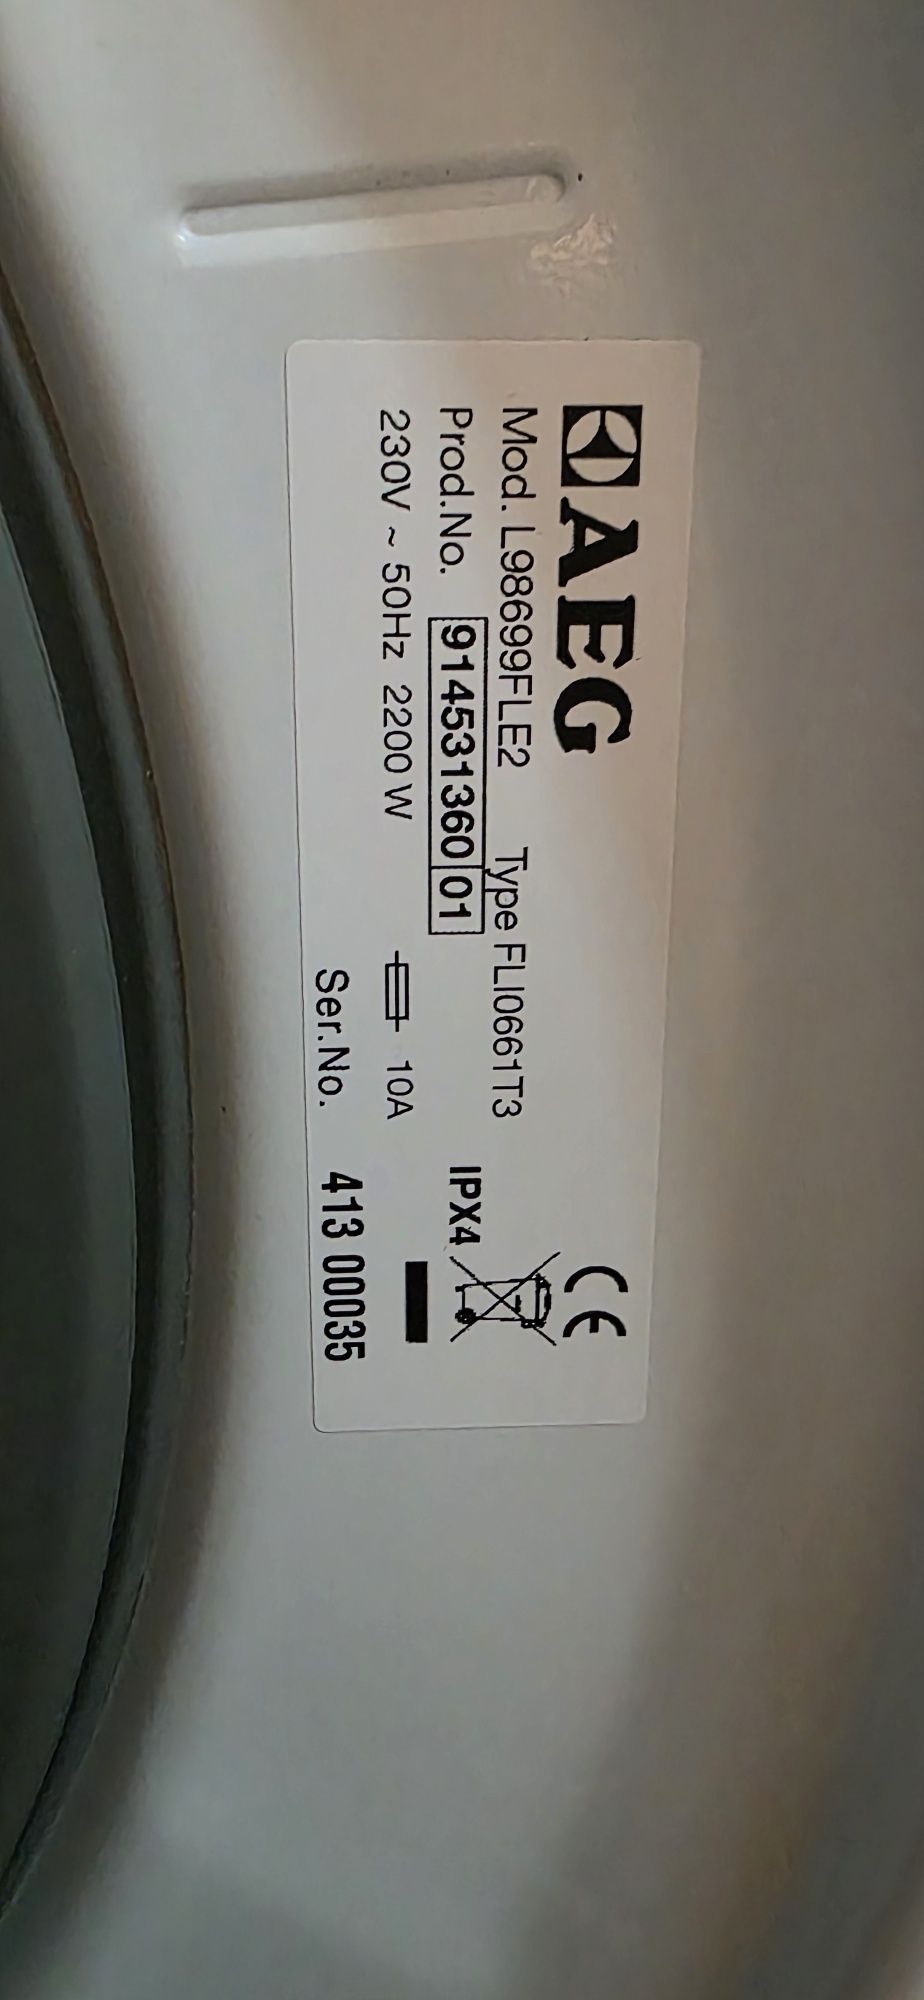 AEG
Mod. L98699FLE2 Type FLI0661T3
Prod.No. 914531360 01
IPX4
230V ~ 50Hz 2200 W 10A
Ser.No. 413 00035
CE